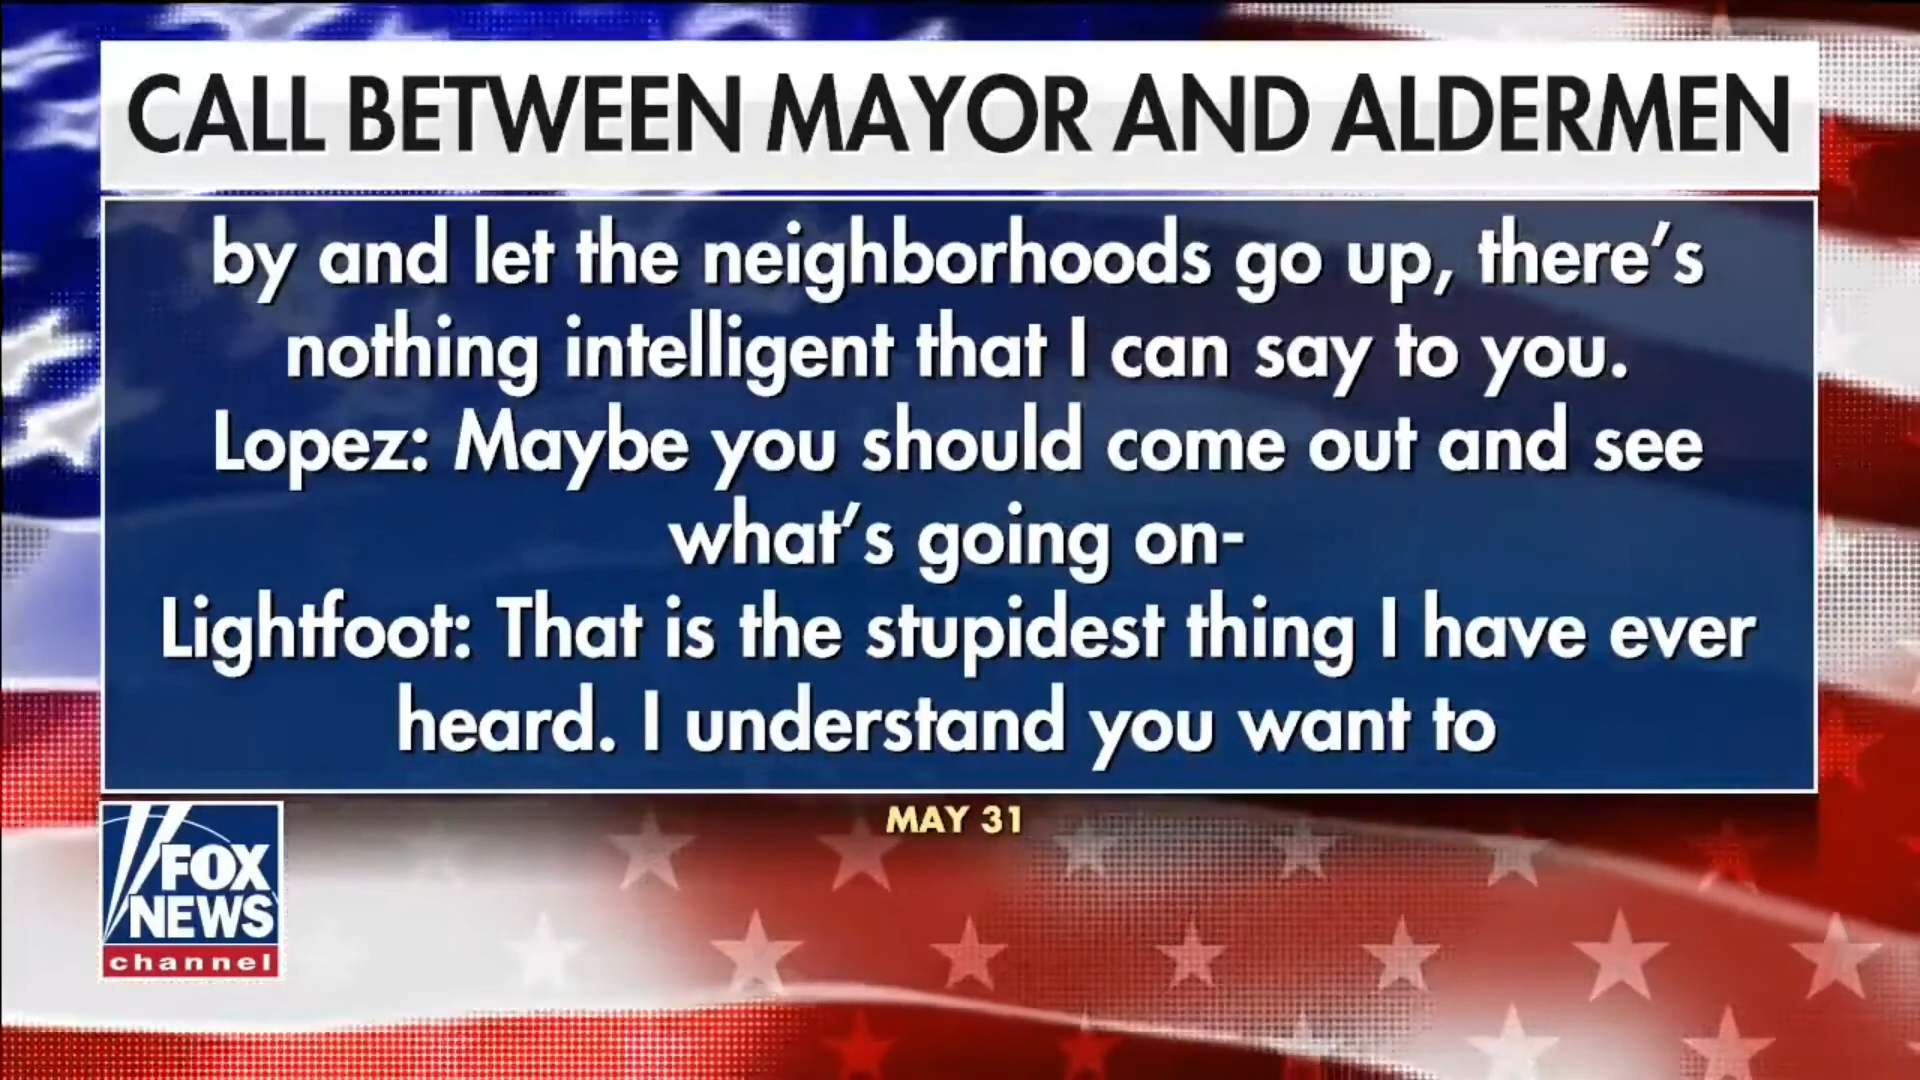 CALL BETWEEN MAYOR AND ALDERMEN
by and let the neighborhoods go up, there's
nothing intelligent that I can say to you.
Lopez: Maybe you should come out and see
what's going on-
Lightfoot: That is the stupidest thing I have ever
heard. I understand you want to
MAY 31
FOX
NEWS
channel